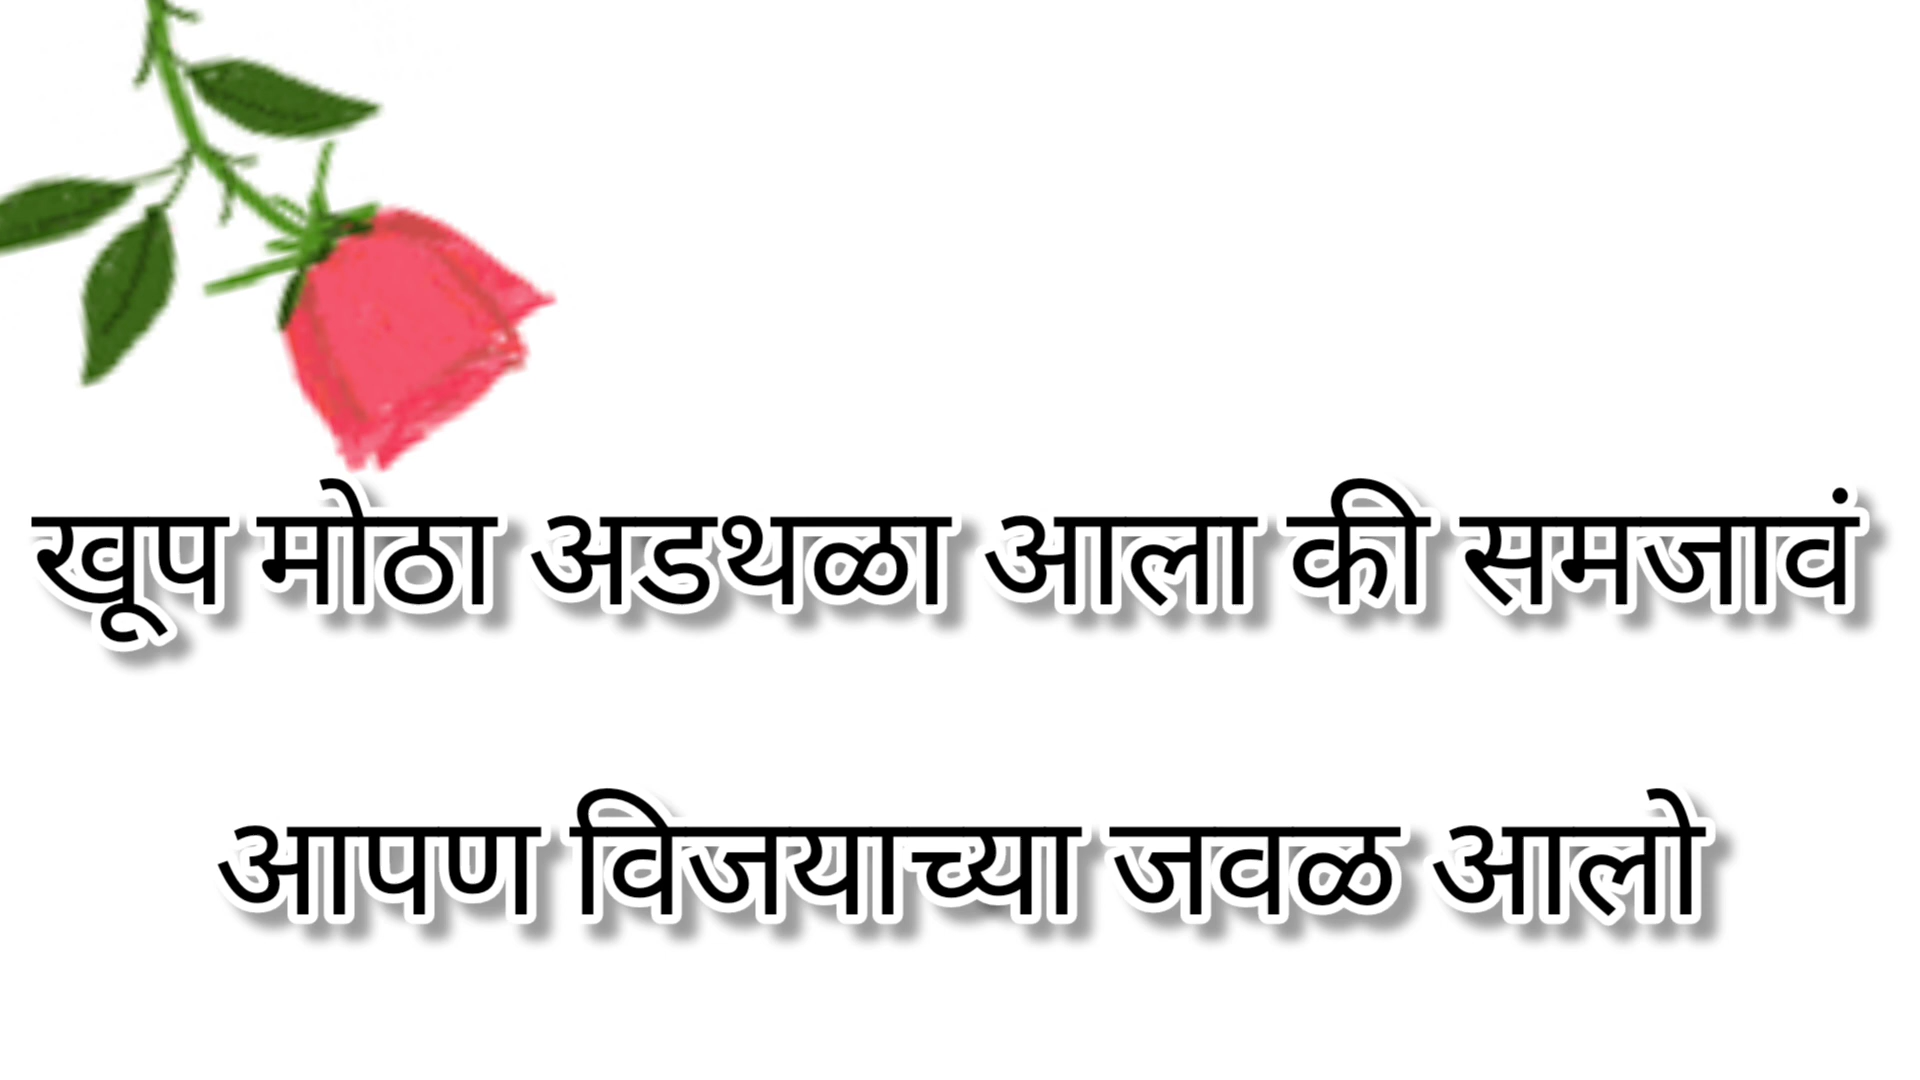 खूप मोठा अडथळा आला की समजावं
आपण विजयाच्या जवळ आलो